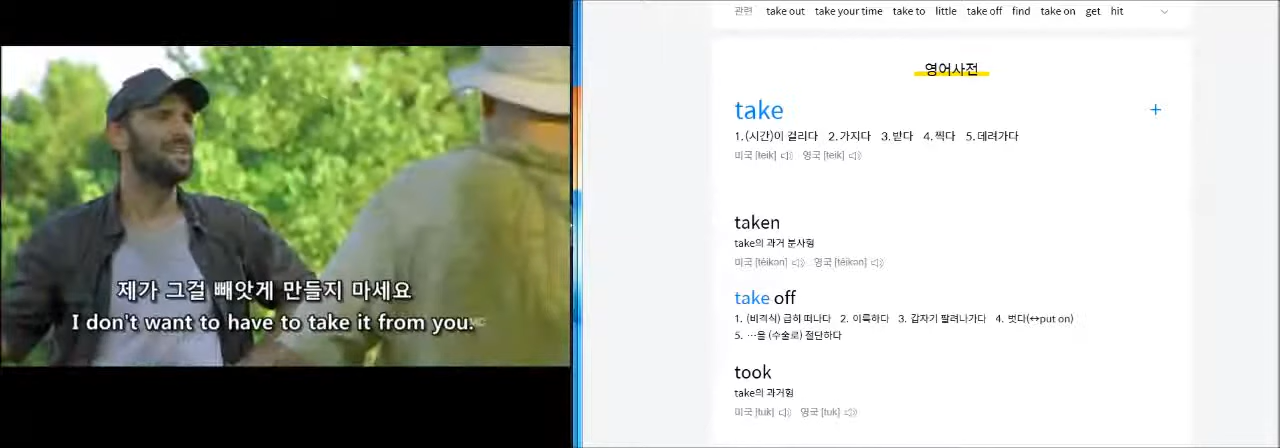 제가 그걸 빼앗게 만들지 마세요
I don't want to have to take it from you.
관련 take out take your time take to little take off find take on get hit
영어사전
take
1.(시간)이 걸리다 2.가지다 3.받다 4.찍다 5.데려가다
미국 [teik] 영국 [teik]
taken
take의 과거 분사형
미국 [téikən] 영국 [téikən]
take off
1. (비격식) 급히 떠나다 2. 이륙하다 3. 갑자기 팔려나가다 4. 벗다(↔put on)
5. …을 (수술로) 절단하다
took
take의 과거형
미국 [tuk] 영국 [tuk]